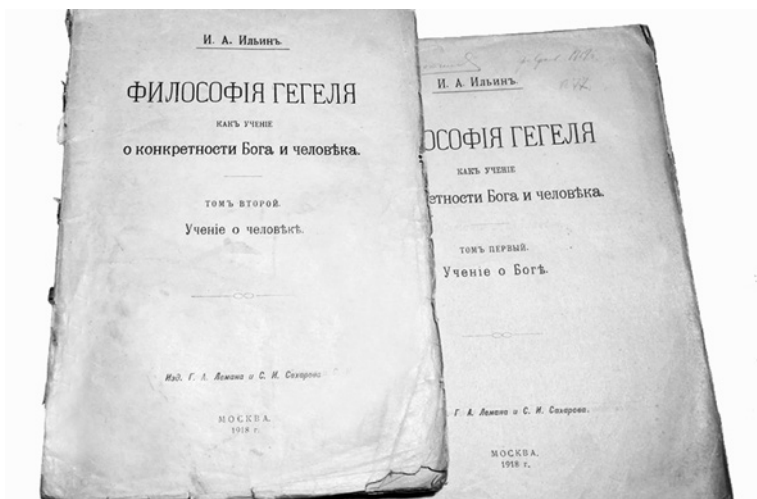 И. А. Ильинъ.
ФИЛОСОФІЯ ГЕГЕЛЯ
КАКЪ УЧЕНІЕ
о конкретности Бога и человѣка.
ТОМЪ ВТОРОЙ.
Ученіе о человѣкѣ.
Изд. Г. А. Лемана и С. И. Сахарова
МОСКВА.
1918 г.
И. А. Ильинъ.
ОСОФІЯ ГЕГЕЛЯ
КАКЪ УЧЕНІЕ
етности Бога и человѣка.
ТОМЪ ПЕРВЫЙ.
Ученіе о Богѣ.
Г. А. Лемана и С. И. Сахарова.
МОСКВА.
1918 г.